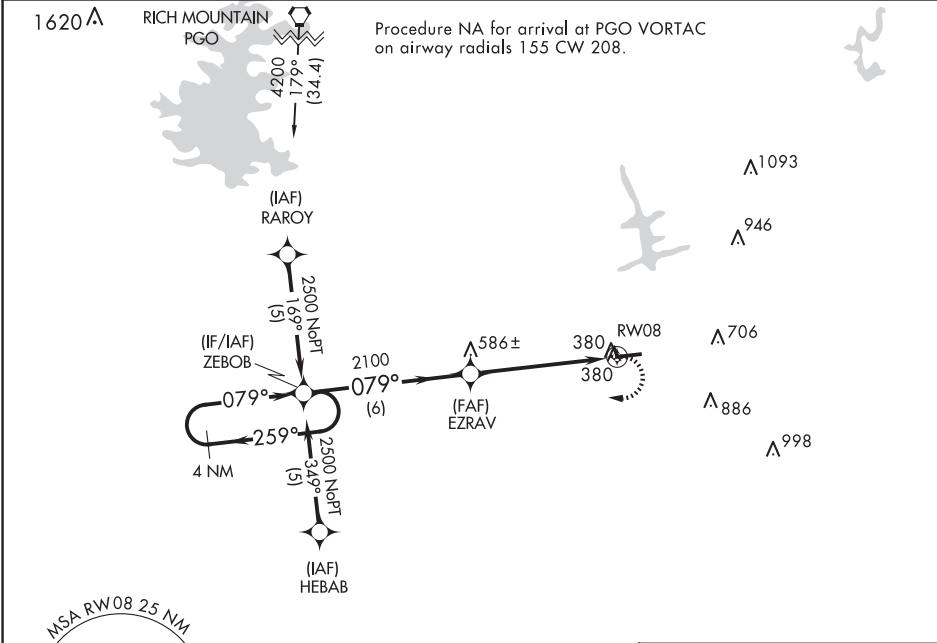 1620
RICH MOUNTAIN
PGO
Procedure NA for arrival at PGO VORTAC
on airway radials 155 CW 208.
4200
179°
(34.4)
1093
946
(IAF)
RAROY
2500 NoPT
169°
(5)
(IF/IAF)
ZEBOB
2100
079°
(6)
586±
(FAF)
EZRAV
380
380
RW08
706
886
998
079°
259°
4 NM
2500 NoPT
349°
(5)
(IAF)
HEBAB
MSA RW08 25 NM